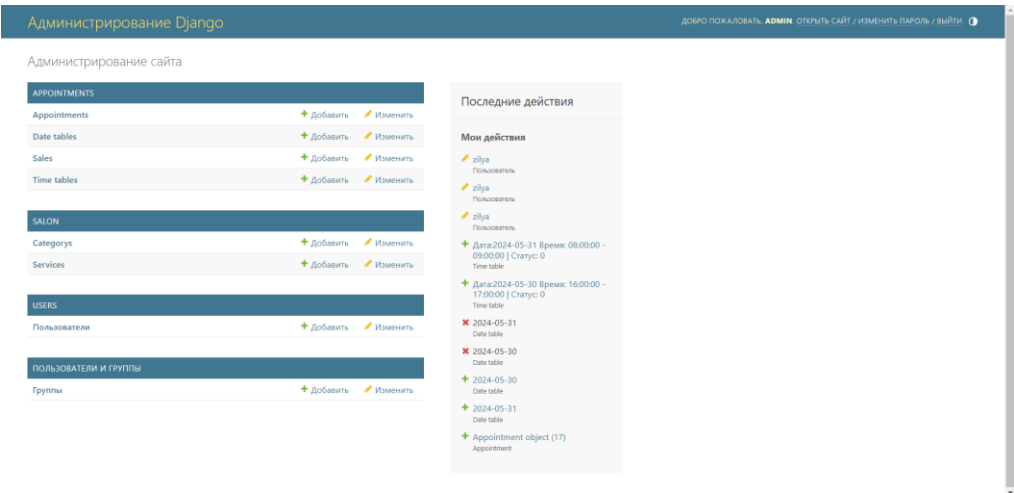 Администрирование Django
ДОБРО ПОЖАЛОВАТЬ, ADMIN. ОТКРЫТЬ САЙТ / ИЗМЕНИТЬ ПАРОЛЬ / ВЫЙТИ
Администрирование сайта
APPOINTMENTS
Appointments Добавить Изменить
Date tables Добавить Изменить
Sales Добавить Изменить
Time tables Добавить Изменить
SALON
Categorys Добавить Изменить
Services Добавить Изменить
USERS
Пользователи Добавить Изменить
ПОЛЬЗОВАТЕЛИ И ГРУППЫ
Группы Добавить Изменить
Последние действия
Мои действия
zilya
Пользователь
zilya
Пользователь
zilya
Пользователь
Дата:2024-05-31 Время: 08:00:00 -
09:00:00 | Статус: 0
Time table
Дата:2024-05-30 Время: 16:00:00 -
17:00:00 | Статус: 0
Time table
2024-05-31
Date table
2024-05-30
Date table
2024-05-30
Date table
2024-05-31
Date table
Appointment object (17)
Appointment